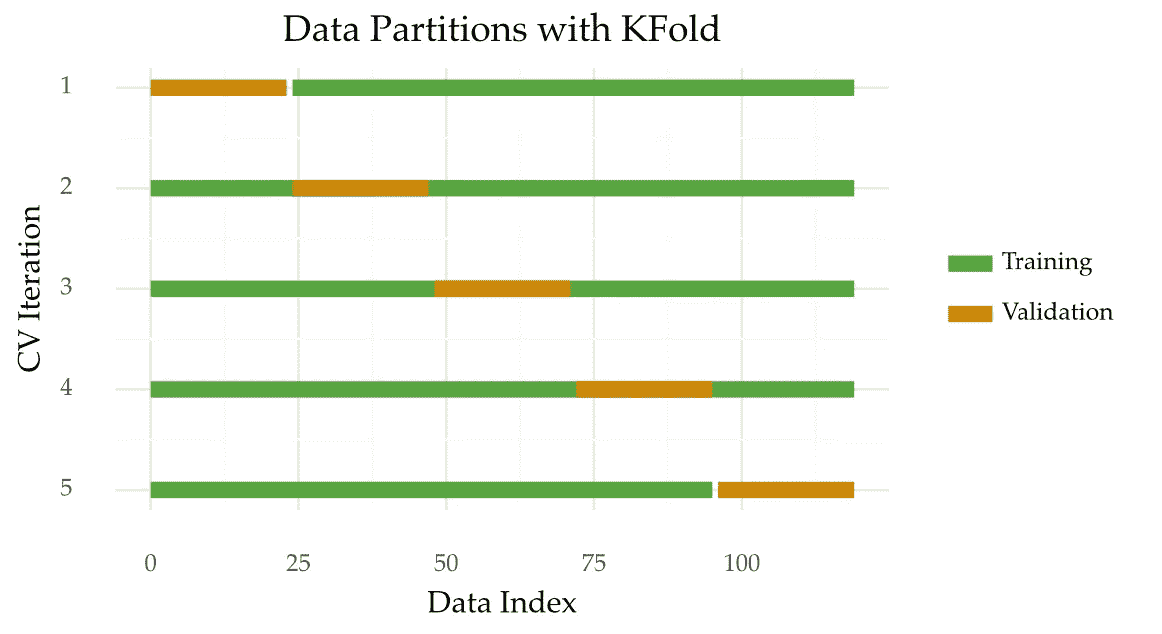 Data Partitions with KFold
1
2
3
4
5
CV Iteration
0 25 50 75 100
Data Index
Training
Validation